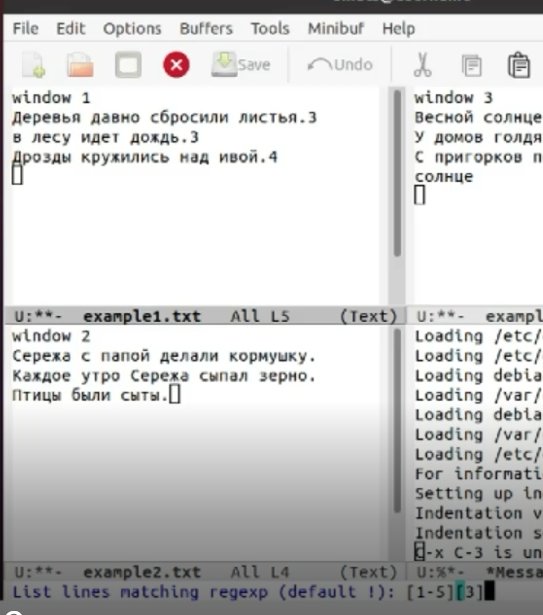 File Edit Options Buffers Tools Minibuf Help
Save Undo
window 1
Деревья давно сбросили листья.3
в лесу идет дождь.3
Дрозды кружились над ивой.4
U:**- example1.txt All L5 (Text)
window 3
Весной солнце
У домов голдя
С пригорков
солнце
U:**-
window 2
Сережа с папой делали кормушку.
Каждое утро Сережа сыпал зерно.
Птицы были сыты.
U:**- example2.txt All L4 (Text)
Loading /etc/
Loading /etc/
Loading debia
Loading /var/
Loading debia
Loading /var/
Loading /etc/
For informati
Setting up in
Indentation v
Indentation s
C-x C-3 is un
U:%*- *Messa
List lines matching regexp (default !): [1-5][3]